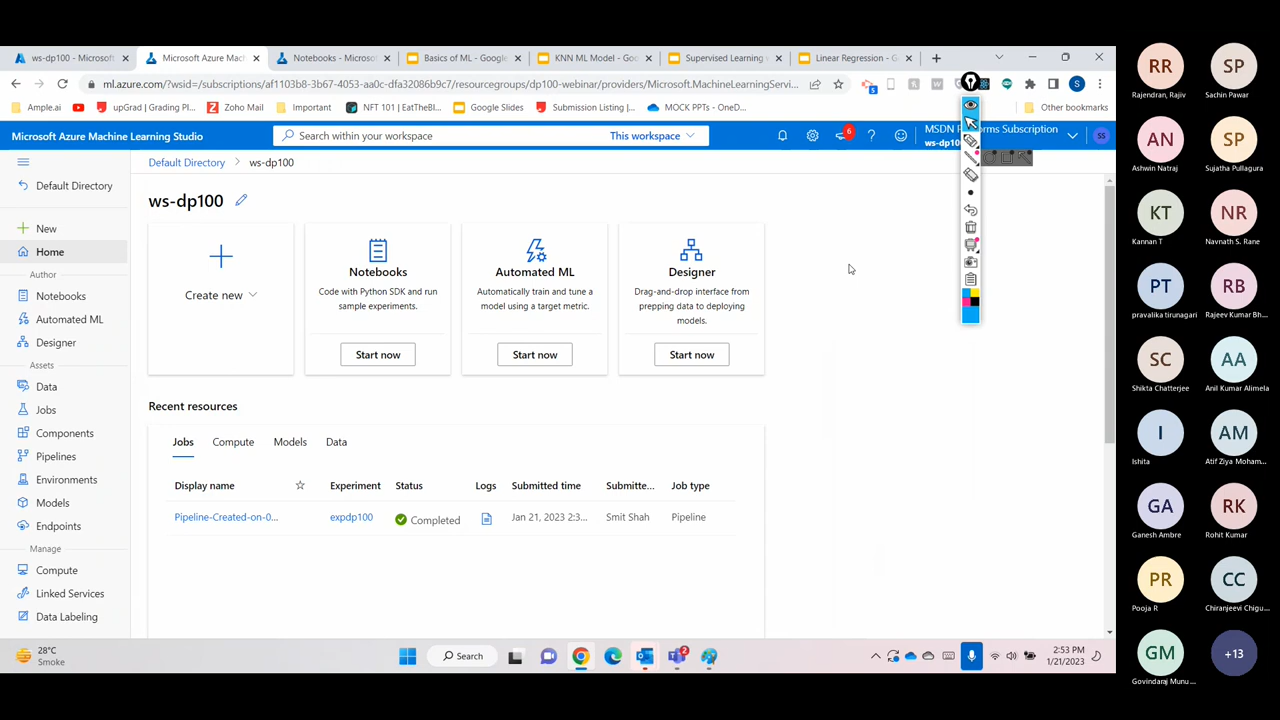 ws-dp100 - Microsoft
Microsoft Azure Mac
Notebooks - Microsoft
Basics of ML - Google
KNN ML Model - Goo
Supervised Learning
Linear Regression - G
ml.azure.com/?wsid=/subscriptions/af1103b8-3b67-4053-aa0c-dfa32086b9c7/resourcegroups/dp100-webinar/providers/Microsoft.MachineLearningServi...
5
S
Ample.ai
upGrad | Grading Pl...
Zoho Mail
Important
NFT 101 | EatTheBl...
Google Slides
Submission Listing J...
MOCK PPTs - OneD...
Other bookmarks
Microsoft Azure Machine Learning Studio
Search within your workspace
This workspace
6
MSDN Pl tforms Subscription
ws-dp10
SS
Default Directory
Default Directory
ws-dp100
New
Home
Author
Notebooks
Automated ML
Designer
Assets
Data
Jobs
Components
Pipelines
Environments
Models
Endpoints
Manage
Compute
Linked Services
Data Labeling
ws-dp100
Create new
Notebooks
Code with Python SDK and run
sample experiments.
Start now
Automated ML
Automatically train and tune a
model using a target metric.
Start now
Designer
Drag-and-drop interface from
prepping data to deploying
models.
Start now
Recent resources
Jobs
Compute
Models
Data
Display name
Experiment
Status
Logs
Submitted time
Submitte...
Job type
Pipeline-Created-on-0...
expdp100
Completed
Jan 21, 2023 2:3...
Smit Shah
Pipeline
28°C
Smoke
Search
2
2:53 PM
1/21/2023
RR
Rajendran, Rajiv
SP
Sachin Pawar
AN
Ashwin Natraj
SP
Sujatha Pullagura
KT
Kannan T
NR
Navnath S. Rane
PT
pravalika tirunagari
RB
Rajeev Kumar Bh...
SC
Shikta Chatterjee
AA
Anil Kumar Alimela
I
Ishita
AM
Atif Ziya Moham...
GA
Ganesh Ambre
RK
Rohit Kumar
PR
Pooja R
CC
Chiranjeevi Chigu...
GM
Govindaraj Munu ...
+13